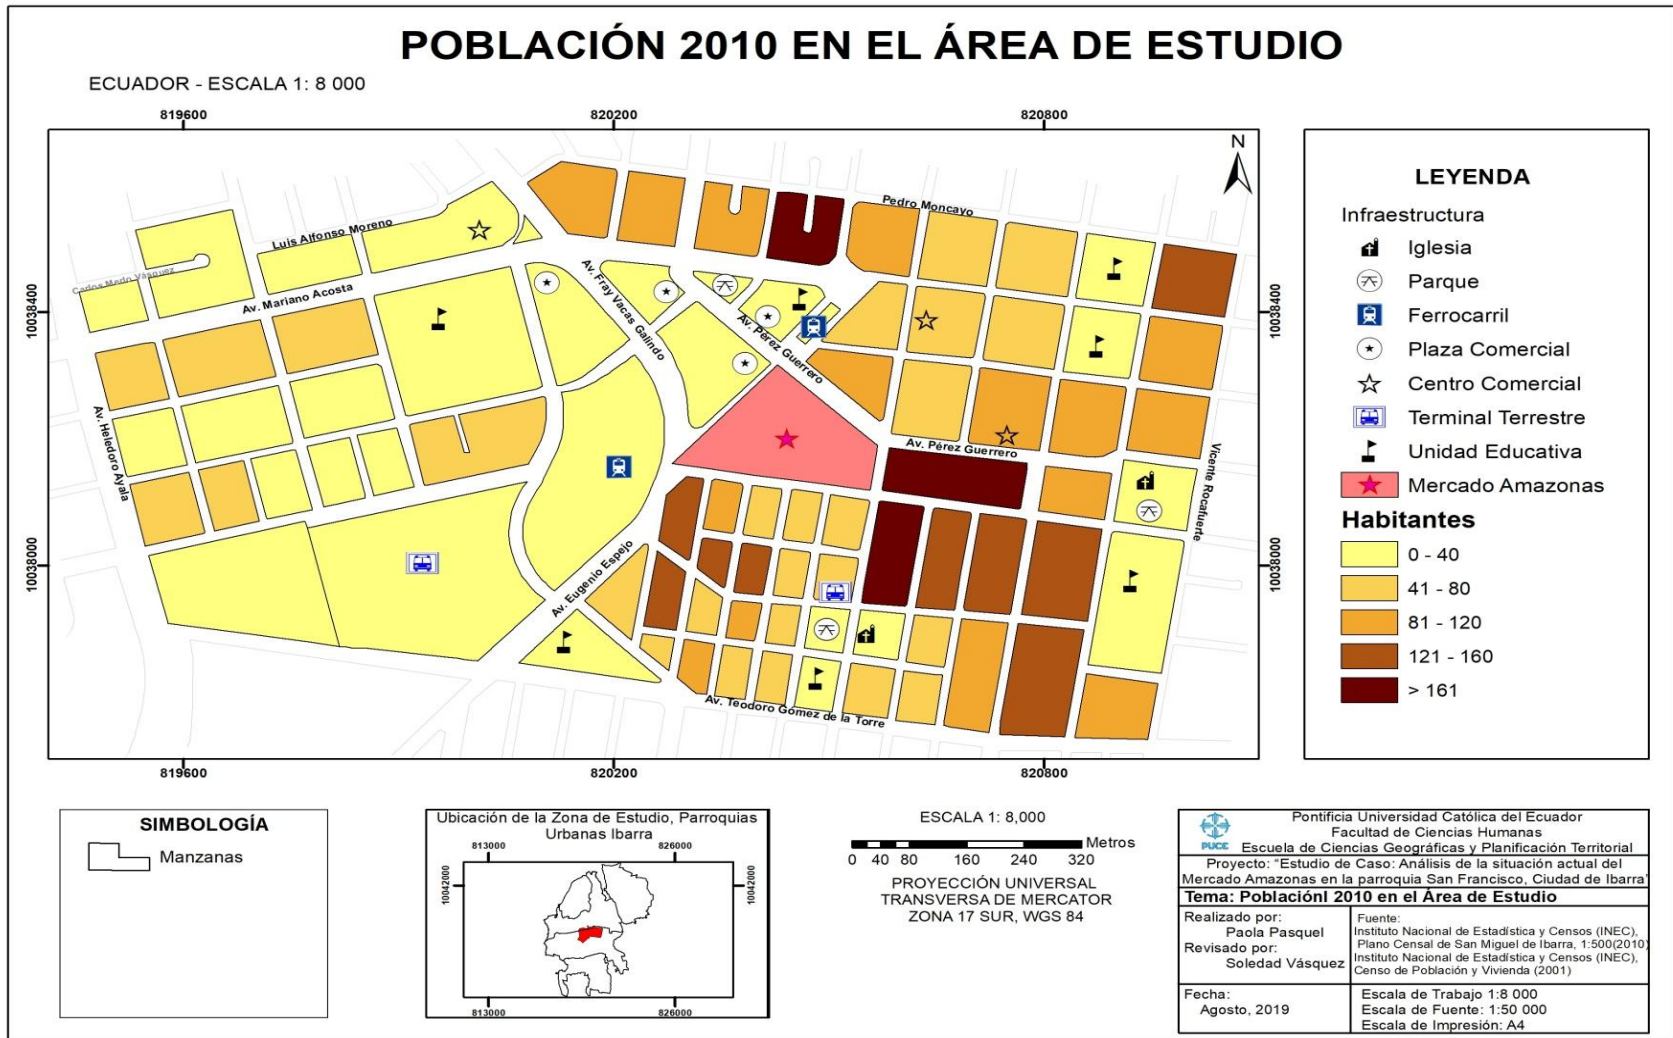 POBLACIÓN 2010 EN EL ÁREA DE ESTUDIO
ECUADOR - ESCALA 1: 8 000
819600
820200
820800
10038400
10038000
10038400
10038000
819600
820200
820800
N
Pedro Moncayo
Luis Alfonso Moreno
Carlos Merlo Vásquez
Av. Mariano Acosta
Av. Fray Vacas Galindo
Av. Pérez Guerrero
Av. Pérez Guerrero
Av. Heledoro Ayala
Vicente Rocafuerte
Av. Eugenio Espejo
Av. Teodoro Gómez de la Torre
LEYENDA
Infraestructura
Iglesia
Parque
Ferrocarril
Plaza Comercial
Centro Comercial
Terminal Terrestre
Unidad Educativa
Mercado Amazonas
Habitantes
0 - 40
41 - 80
81 - 120
121 - 160
> 161
SIMBOLOGÍA
Manzanas
Ubicación de la Zona de Estudio, Parroquias
Urbanas Ibarra
813000
826000
10042000
10042000
813000
826000
ESCALA 1: 8,000
Metros
0 40 80 160 240 320
PROYECCIÓN UNIVERSAL
TRANSVERSA DE MERCATOR
ZONA 17 SUR, WGS 84
PUCE
Pontificia Universidad Católica del Ecuador
Facultad de Ciencias Humanas
Escuela de Ciencias Geográficas y Planificación Territorial
Proyecto: "Estudio de Caso: Análisis de la situación actual del
Mercado Amazonas en la parroquia San Francisco, Ciudad de Ibarra"
Tema: Poblaciónl 2010 en el Área de Estudio
Realizado por:
Paola Pasquel
Revisado por:
Soledad Vásquez
Fuente:
Instituto Nacional de Estadística y Censos (INEC),
Plano Censal de San Miguel de Ibarra, 1:500(2010)
Instituto Nacional de Estadística y Censos (INEC),
Censo de Población y Vivienda (2001)
Fecha:
Agosto, 2019
Escala de Trabajo 1:8 000
Escala de Fuente: 1:50 000
Escala de Impresión: A4